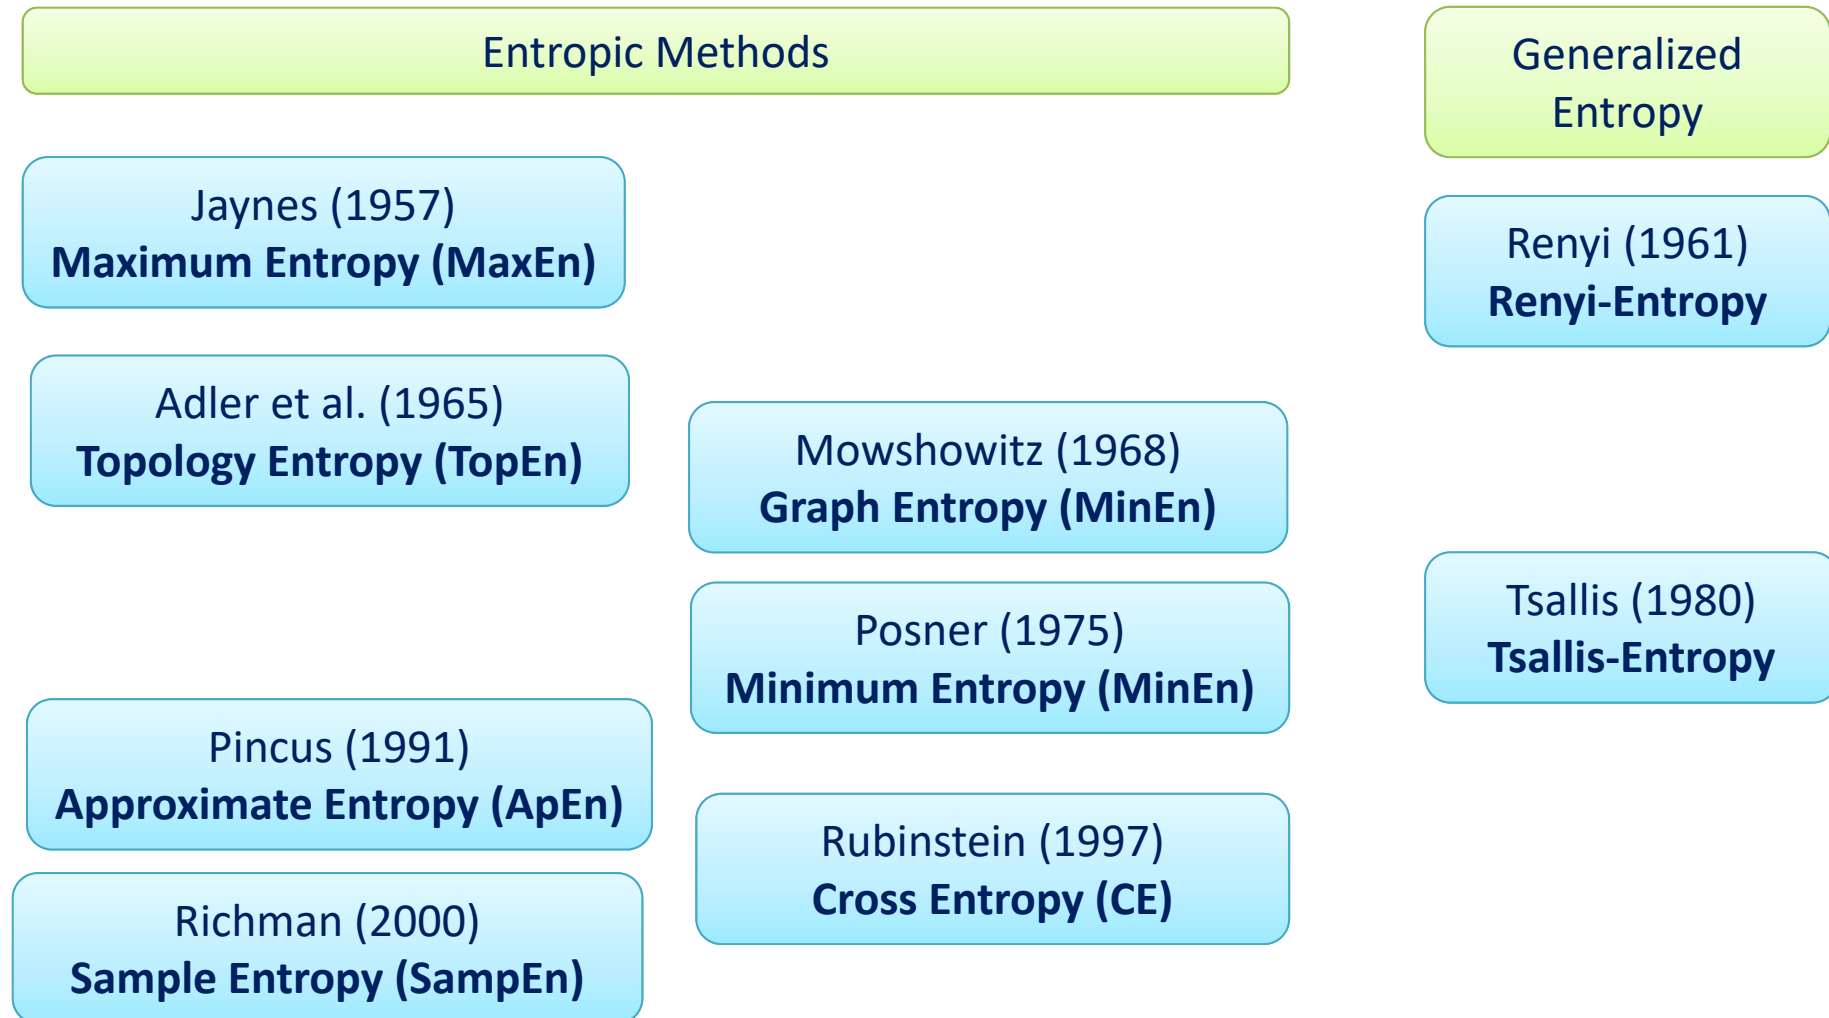 Entropic Methods
Generalized
Entropy
Jaynes (1957)
Maximum Entropy (MaxEn)
Adler et al. (1965)
Topology Entropy (TopEn)
Mowshowitz (1968)
Graph Entropy (MinEn)
Posner (1975)
Minimum Entropy (MinEn)
Pincus (1991)
Approximate Entropy (ApEn)
Rubinstein (1997)
Cross Entropy (CE)
Richman (2000)
Sample Entropy (SampEn)
Renyi (1961)
Renyi-Entropy
Tsallis (1980)
Tsallis-Entropy